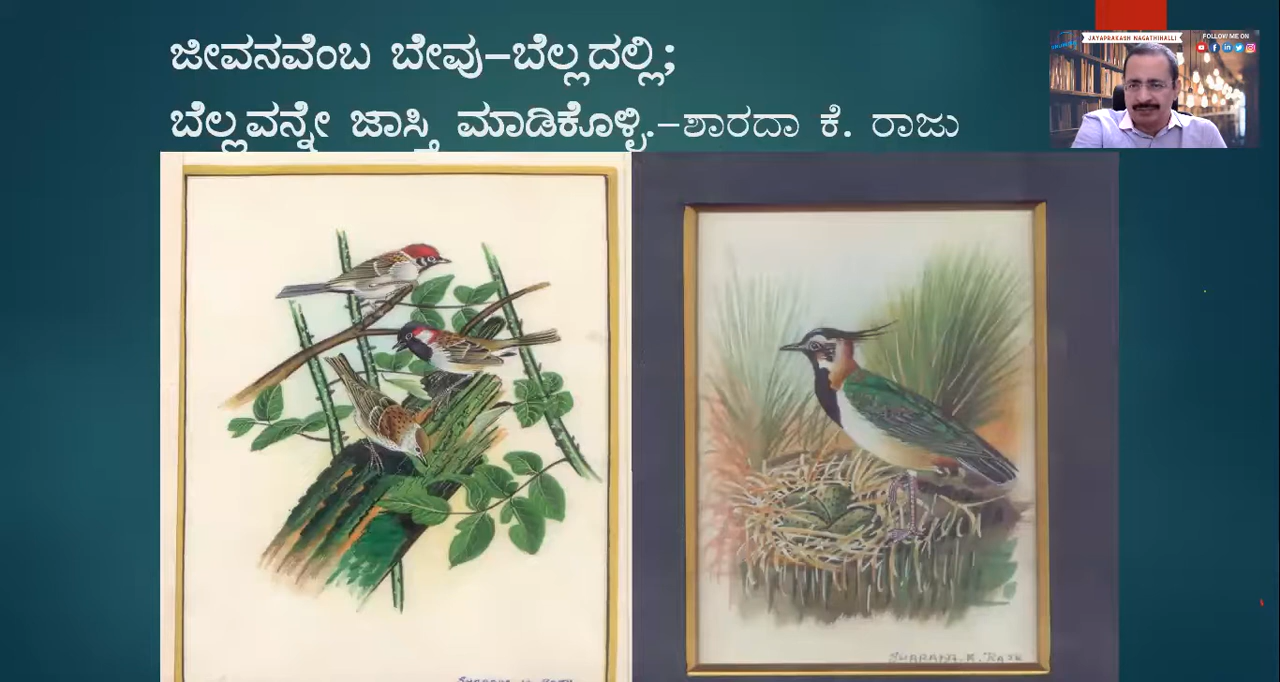 ಜೀವನವೆಂಬ ಬೇವು-ಬೆಲ್ಲದಲ್ಲಿ;
ಬೆಲ್ಲವನ್ನೇ ಜಾಸ್ತಿ ಮಾಡಿಕೊಳ್ಳಿ.-ಶಾರದಾ ಕೆ. ರಾಜು
JAYAPRAKASH NAGATHIHALLI
FOLLOW ME ON